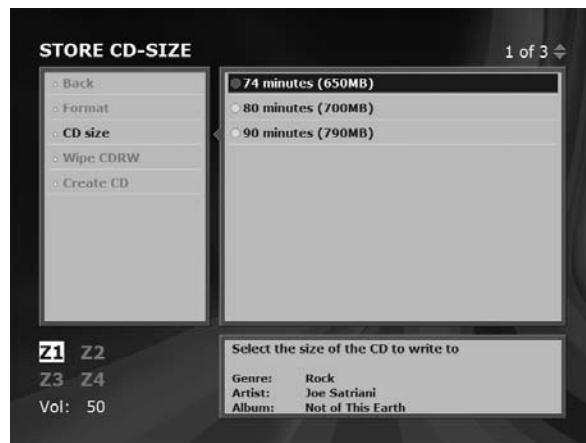 STORE CD-SIZE
1 of 3
Back
Format
CD size
Wipe CDRW
Create CD
74 minutes (650MB)
80 minutes (700MB)
90 minutes (790MB)
Z1 Z2
Z3 Z4
Vol: 50
Select the size of the CD to write to
Genre: Rock
Artist: Joe Satriani
Album: Not of This Earth